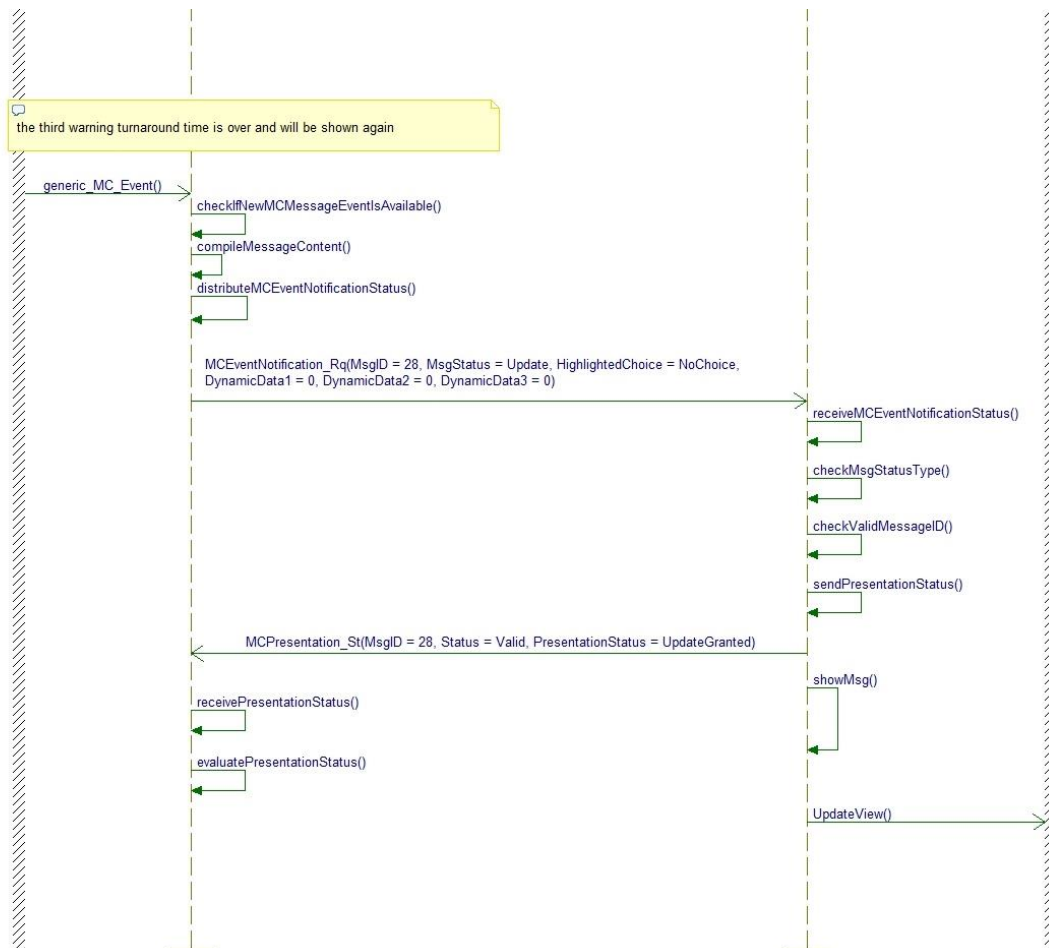 the third warning turnaround time is over and will be shown again
generic_MC_Event()
checkIfNewMCMessageEventIsAvailable()
compileMessageContent()
distributeMCEventNotificationStatus()
MCEventNotification_Rq(MsgID = 28, MsgStatus = Update, HighlightedChoice = NoChoice,
DynamicData1 = 0, DynamicData2 = 0, DynamicData3 = 0)
receiveMCEventNotificationStatus()
checkMsgStatusType()
checkValidMessageID()
sendPresentationStatus()
MCPresentation_St(MsgID = 28, Status = Valid, PresentationStatus = UpdateGranted)
showMsg()
receivePresentationStatus()
evaluatePresentationStatus()
UpdateView()